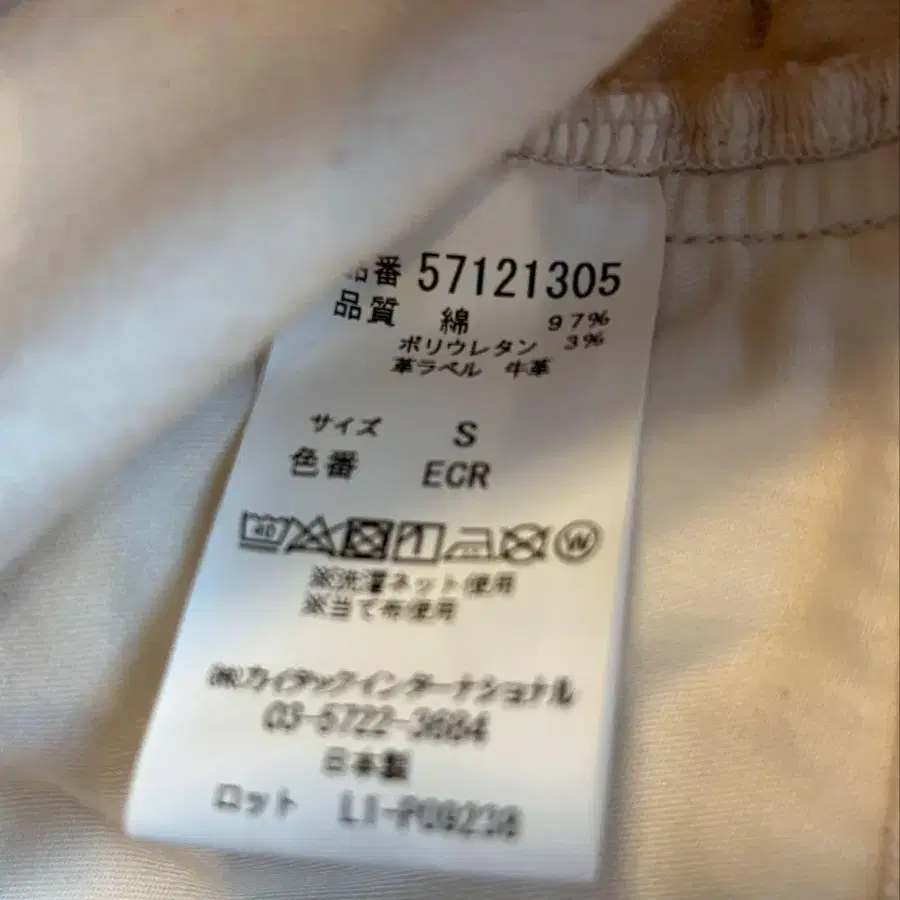 品番 57121305
品質 綿 97%
ポリウレタン 3%
革ラベル 牛革
サイズ S
色番 ECR
40 W
※洗濯ネット使用
※当て布使用
㈱カイタックインターナショナル
03-5722-3684
日本製
ロット LI-P08238